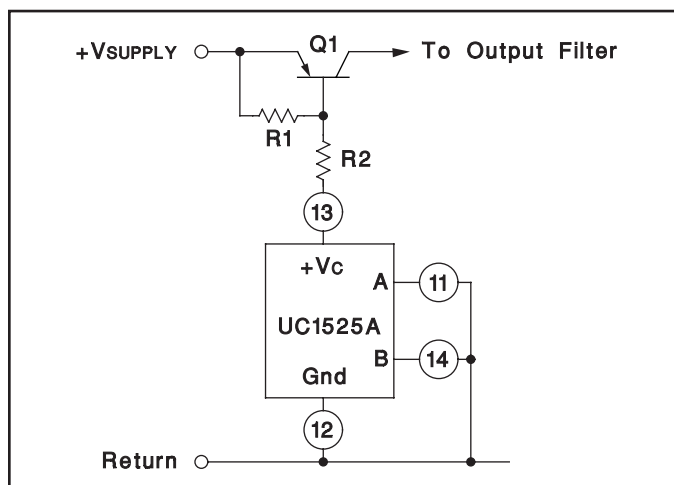 +VSUPPLY
Q1
To Output Filter
R1
R2
13
+VC
A
11
UC1525A
B
14
Gnd
12
Return